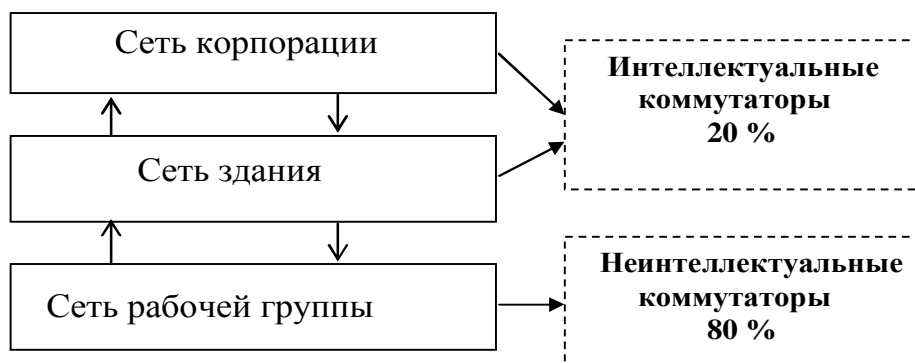 Сеть корпорации
Интеллектуальные
коммутаторы
20 %
Сеть здания
Сеть рабочей группы
Неинтеллектуальные
коммутаторы
80 %